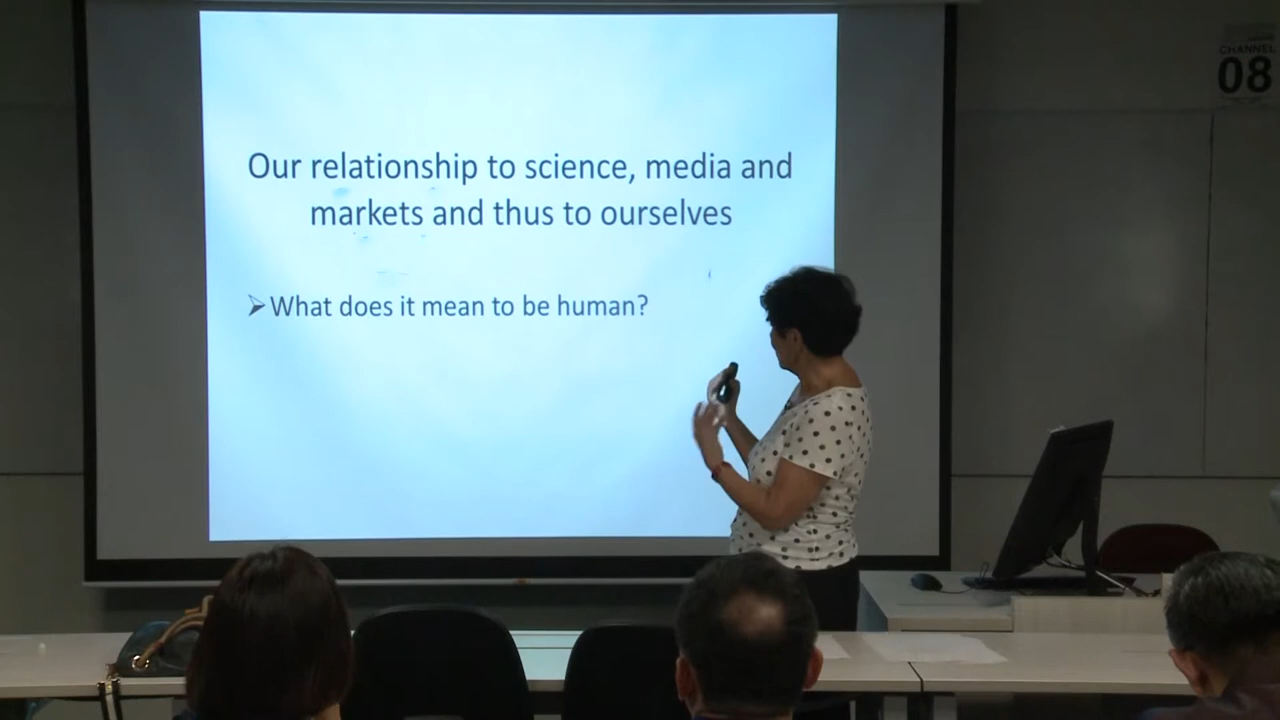 Our relationship to science, media and
markets and thus to ourselves
➢What does it mean to be human?
CHANNEL
08